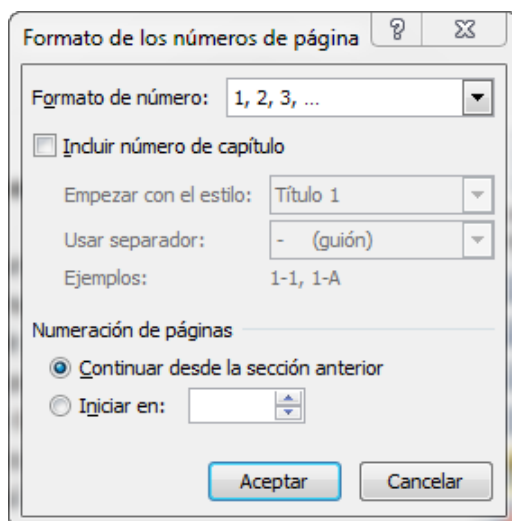 Formato de los números de página
Formato de número: 1, 2, 3, ...
Incluir número de capítulo
Empezar con el estilo: Título 1
Usar separador: - (guión)
Ejemplos: 1-1, 1-A
Numeración de páginas
Continuar desde la sección anterior
Iniciar en:
Aceptar Cancelar